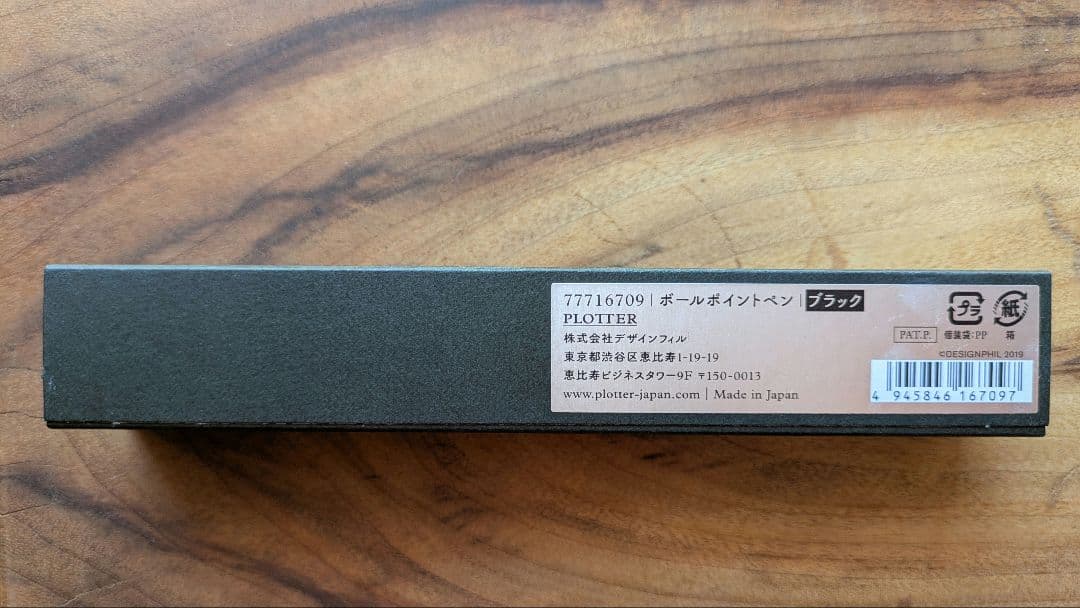 77716709 | ボールポイントペン | ブラック
PLOTTER
株式会社デザインフィル
東京都渋谷区恵比寿1-19-19
恵比寿ビジネスタワー9F 〒150-0013
www.plotter-japan.com | Made in Japan
プラ
紙
PAT.P.
個装袋:PP
箱
©DESIGNPHIL 2019
4 945846 167097